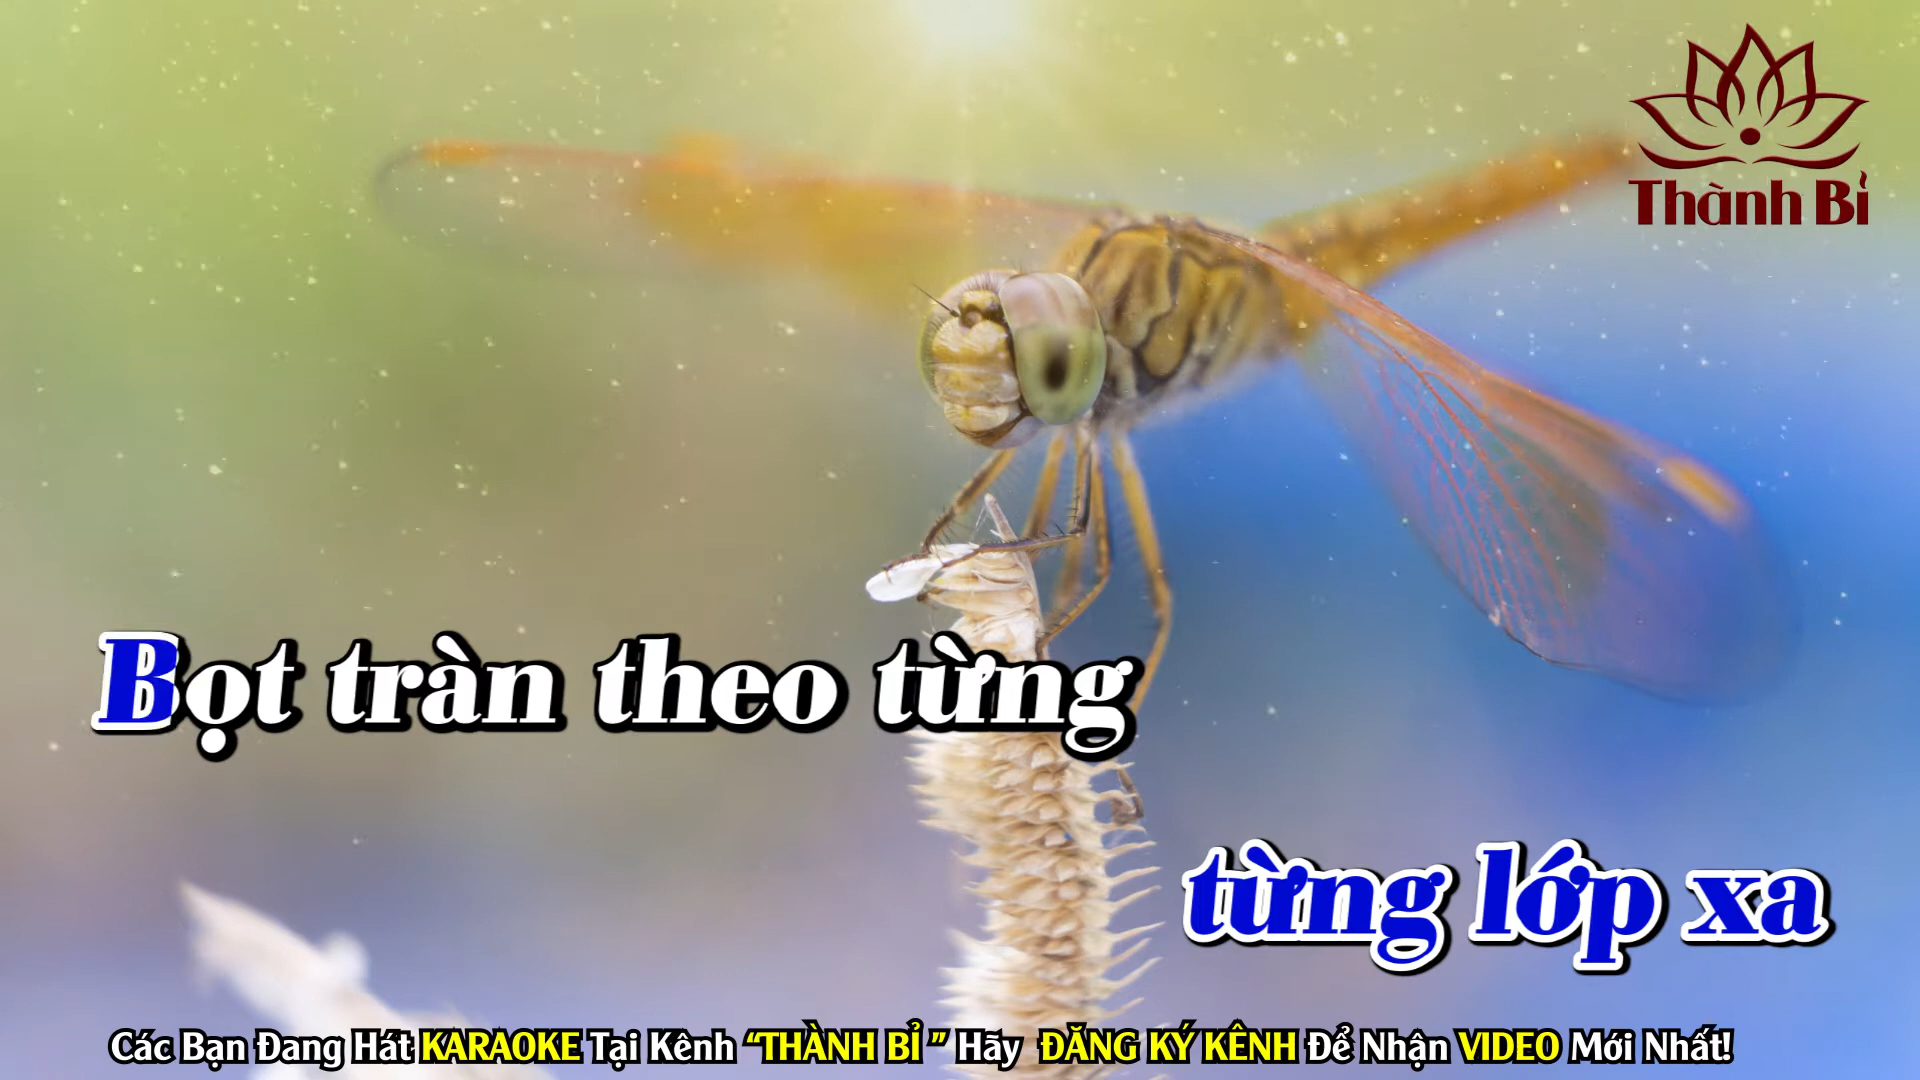 Thành Bỉ
Bọt tràn theo từng
từng lớp xa
Các Bạn Đang Hát KARAOKE Tại Kênh “THÀNH BỈ ” Hãy ĐĂNG KÝ KÊNH Để Nhận VIDEO Mới Nhất!